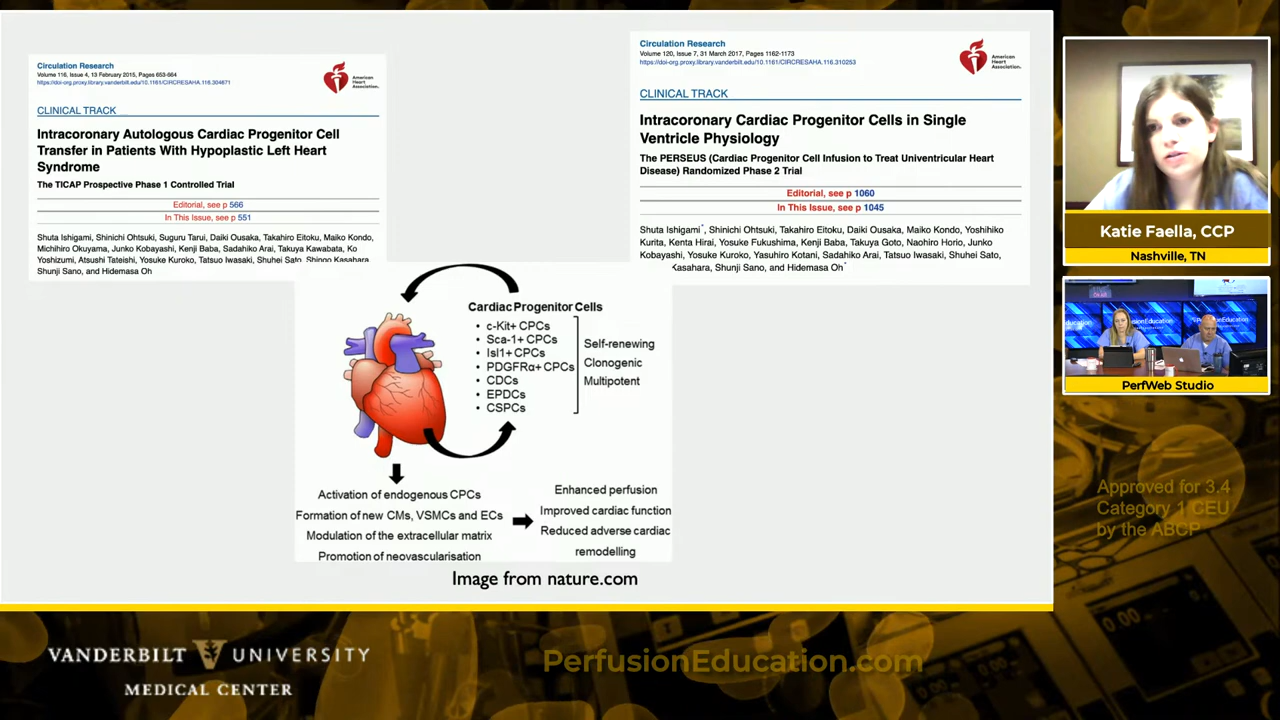 Circulation Research
Volume 116, Issue 4, 13 February 2015, Pages 653-664
https://doi-org.proxy.library.vanderbilt.edu/10.1161/CIRCRESAHA.116.304671
American
Heart
Association.
CLINICAL TRACK
Intracoronary Autologous Cardiac Progenitor Cell
Transfer in Patients With Hypoplastic Left Heart
Syndrome
The TICAP Prospective Phase 1 Controlled Trial
Editorial, see p 566
In This Issue, see p 551
Shuta Ishigami, Shinichi Ohtsuki, Suguru Tarui, Daiki Ousaka, Takahiro Eitoku, Maiko Kondo,
Michihiro Okuyama, Junko Kobayashi, Kenji Baba, Sadahiko Arai, Takuya Kawabata, Ko
Yoshizumi, Atsushi Tateishi, Yosuke Kuroko, Tatsuo Iwasaki, Shuhei Sato, Shingo Kasahara,
Shunji Sano, and Hidemasa Oh
Circulation Research
Volume 120, Issue 7, 31 March 2017, Pages 1162-1173
https://doi-org.proxy.library.vanderbilt.edu/10.1161/CIRCRESAHA.116.310253
American
Heart
Association.
CLINICAL TRACK
Intracoronary Cardiac Progenitor Cells in Single
Ventricle Physiology
The PERSEUS (Cardiac Progenitor Cell Infusion to Treat Univentricular Heart
Disease) Randomized Phase 2 Trial
Editorial, see p 1060
In This Issue, see p 1045
Shuta Ishigami*, Shinichi Ohtsuki, Takahiro Eitoku, Daiki Ousaka, Maiko Kondo, Yoshihiko
Kurita, Kenta Hirai, Yosuke Fukushima, Kenji Baba, Takuya Goto, Naohiro Horio, Junko
Kobayashi, Yosuke Kuroko, Yasuhiro Kotani, Sadahiko Arai, Tatsuo Iwasaki, Shuhei Sato,
Kasahara, Shunji Sano, and Hidemasa Oh*
Cardiac Progenitor Cells
• c-Kit+ CPCs
• Sca-1+ CPCs
• Isl1+ CPCs
• PDGFRα+ CPCs
• CDCs
• EPDCs
• CSPCs
Self-renewing
Clonogenic
Multipotent
Activation of endogenous CPCs
Formation of new CMs, VSMCs and ECs
Modulation of the extracellular matrix
Promotion of neovascularisation
Enhanced perfusion
Improved cardiac function
Reduced adverse cardiac
remodelling
Image from nature.com
Katie Faella, CCP
Nashville, TN
PerfusionEducation
PerfWeb Studio
Approved for 3.4
Category 1 CEU
by the ABCP
VANDERBILT V UNIVERSITY
MEDICAL CENTER
PerfusionEducation.com